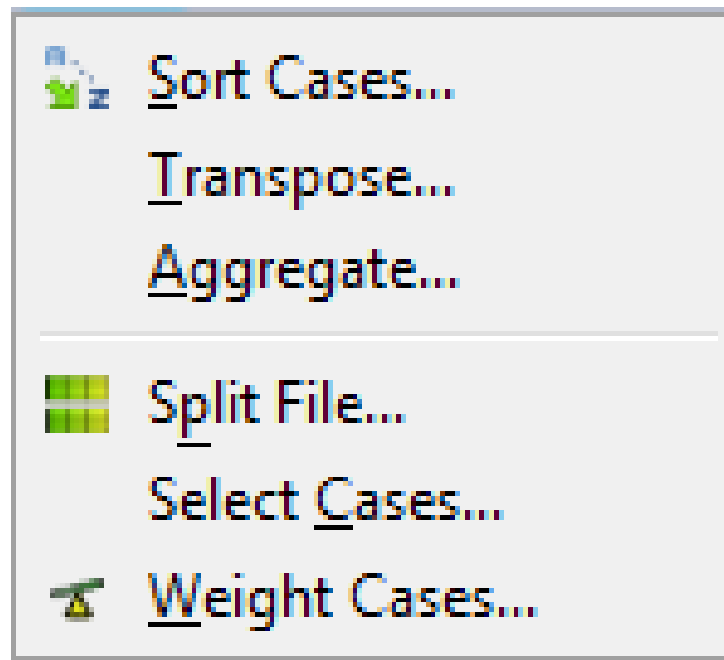 Sort Cases...
Transpose...
Aggregate...
Split File...
Select Cases...
Weight Cases...